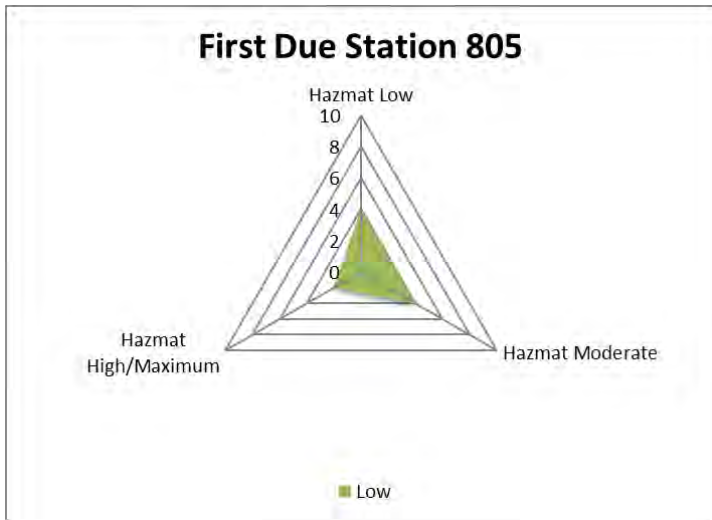 First Due Station 805
Hazmat Low
10
8
6
4
2
0
Hazmat
High/Maximum
Hazmat Moderate
Low